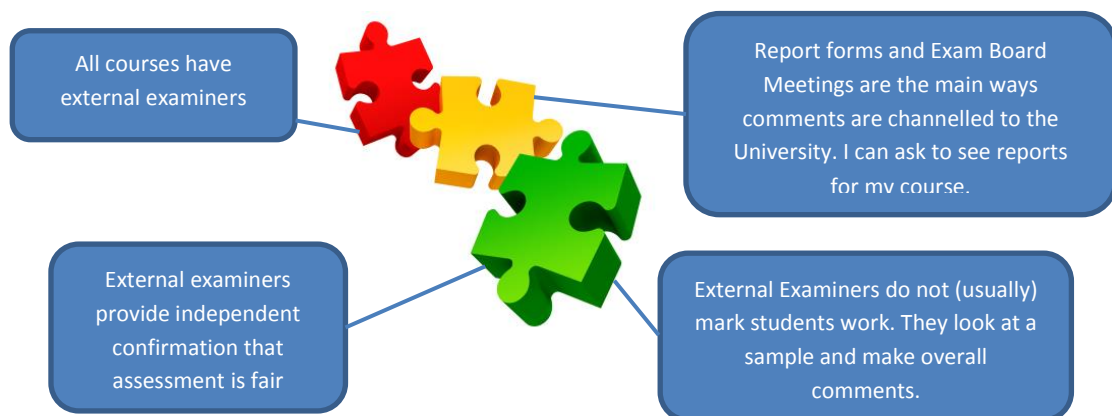 All courses have
external examiners
Report forms and Exam Board
Meetings are the main ways
comments are channelled to the
University. I can ask to see reports
for my course.
External examiners
provide independent
confirmation that
assessment is fair
External Examiners do not (usually)
mark students work. They look at a
sample and make overall
comments.